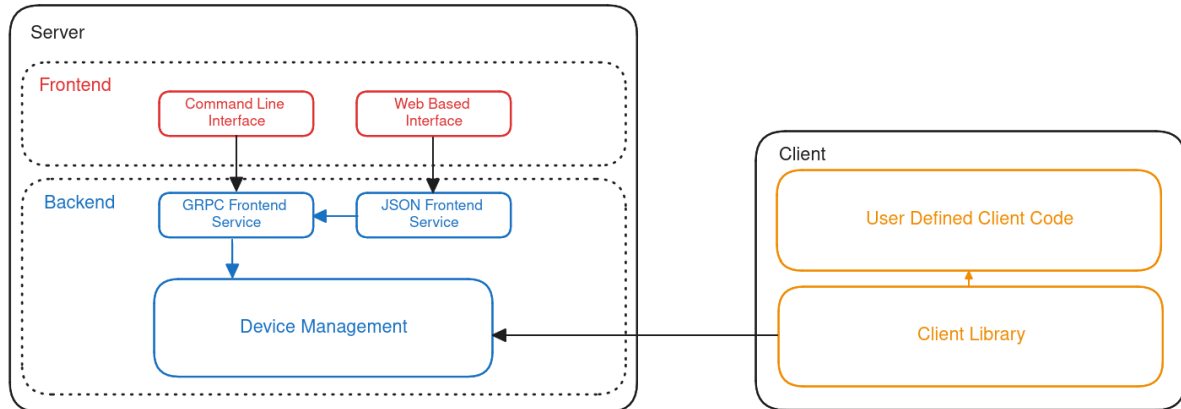 Server
Frontend
Command Line
Interface
Web Based
Interface
Backend
GRPC Frontend
Service
JSON Frontend
Service
Device Management
Client
User Defined Client Code
Client Library